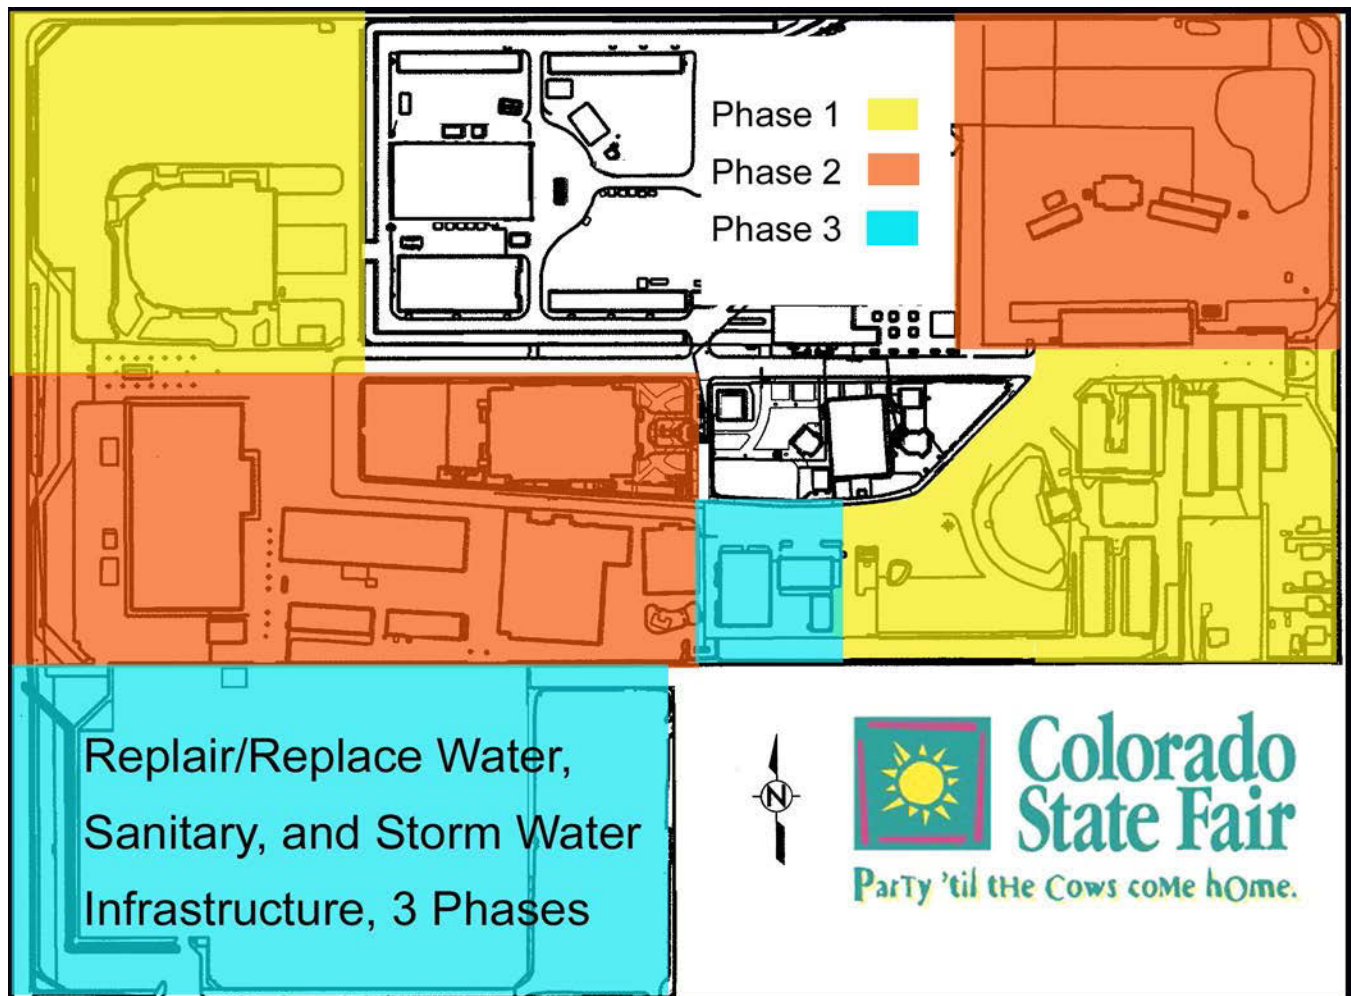 Phase 1
Phase 2
Phase 3
Replair/Replace Water,
Sanitary, and Storm Water
Infrastructure, 3 Phases
N
Colorado
State Fair
ParTy 'til tHe Cows coMe hOme.